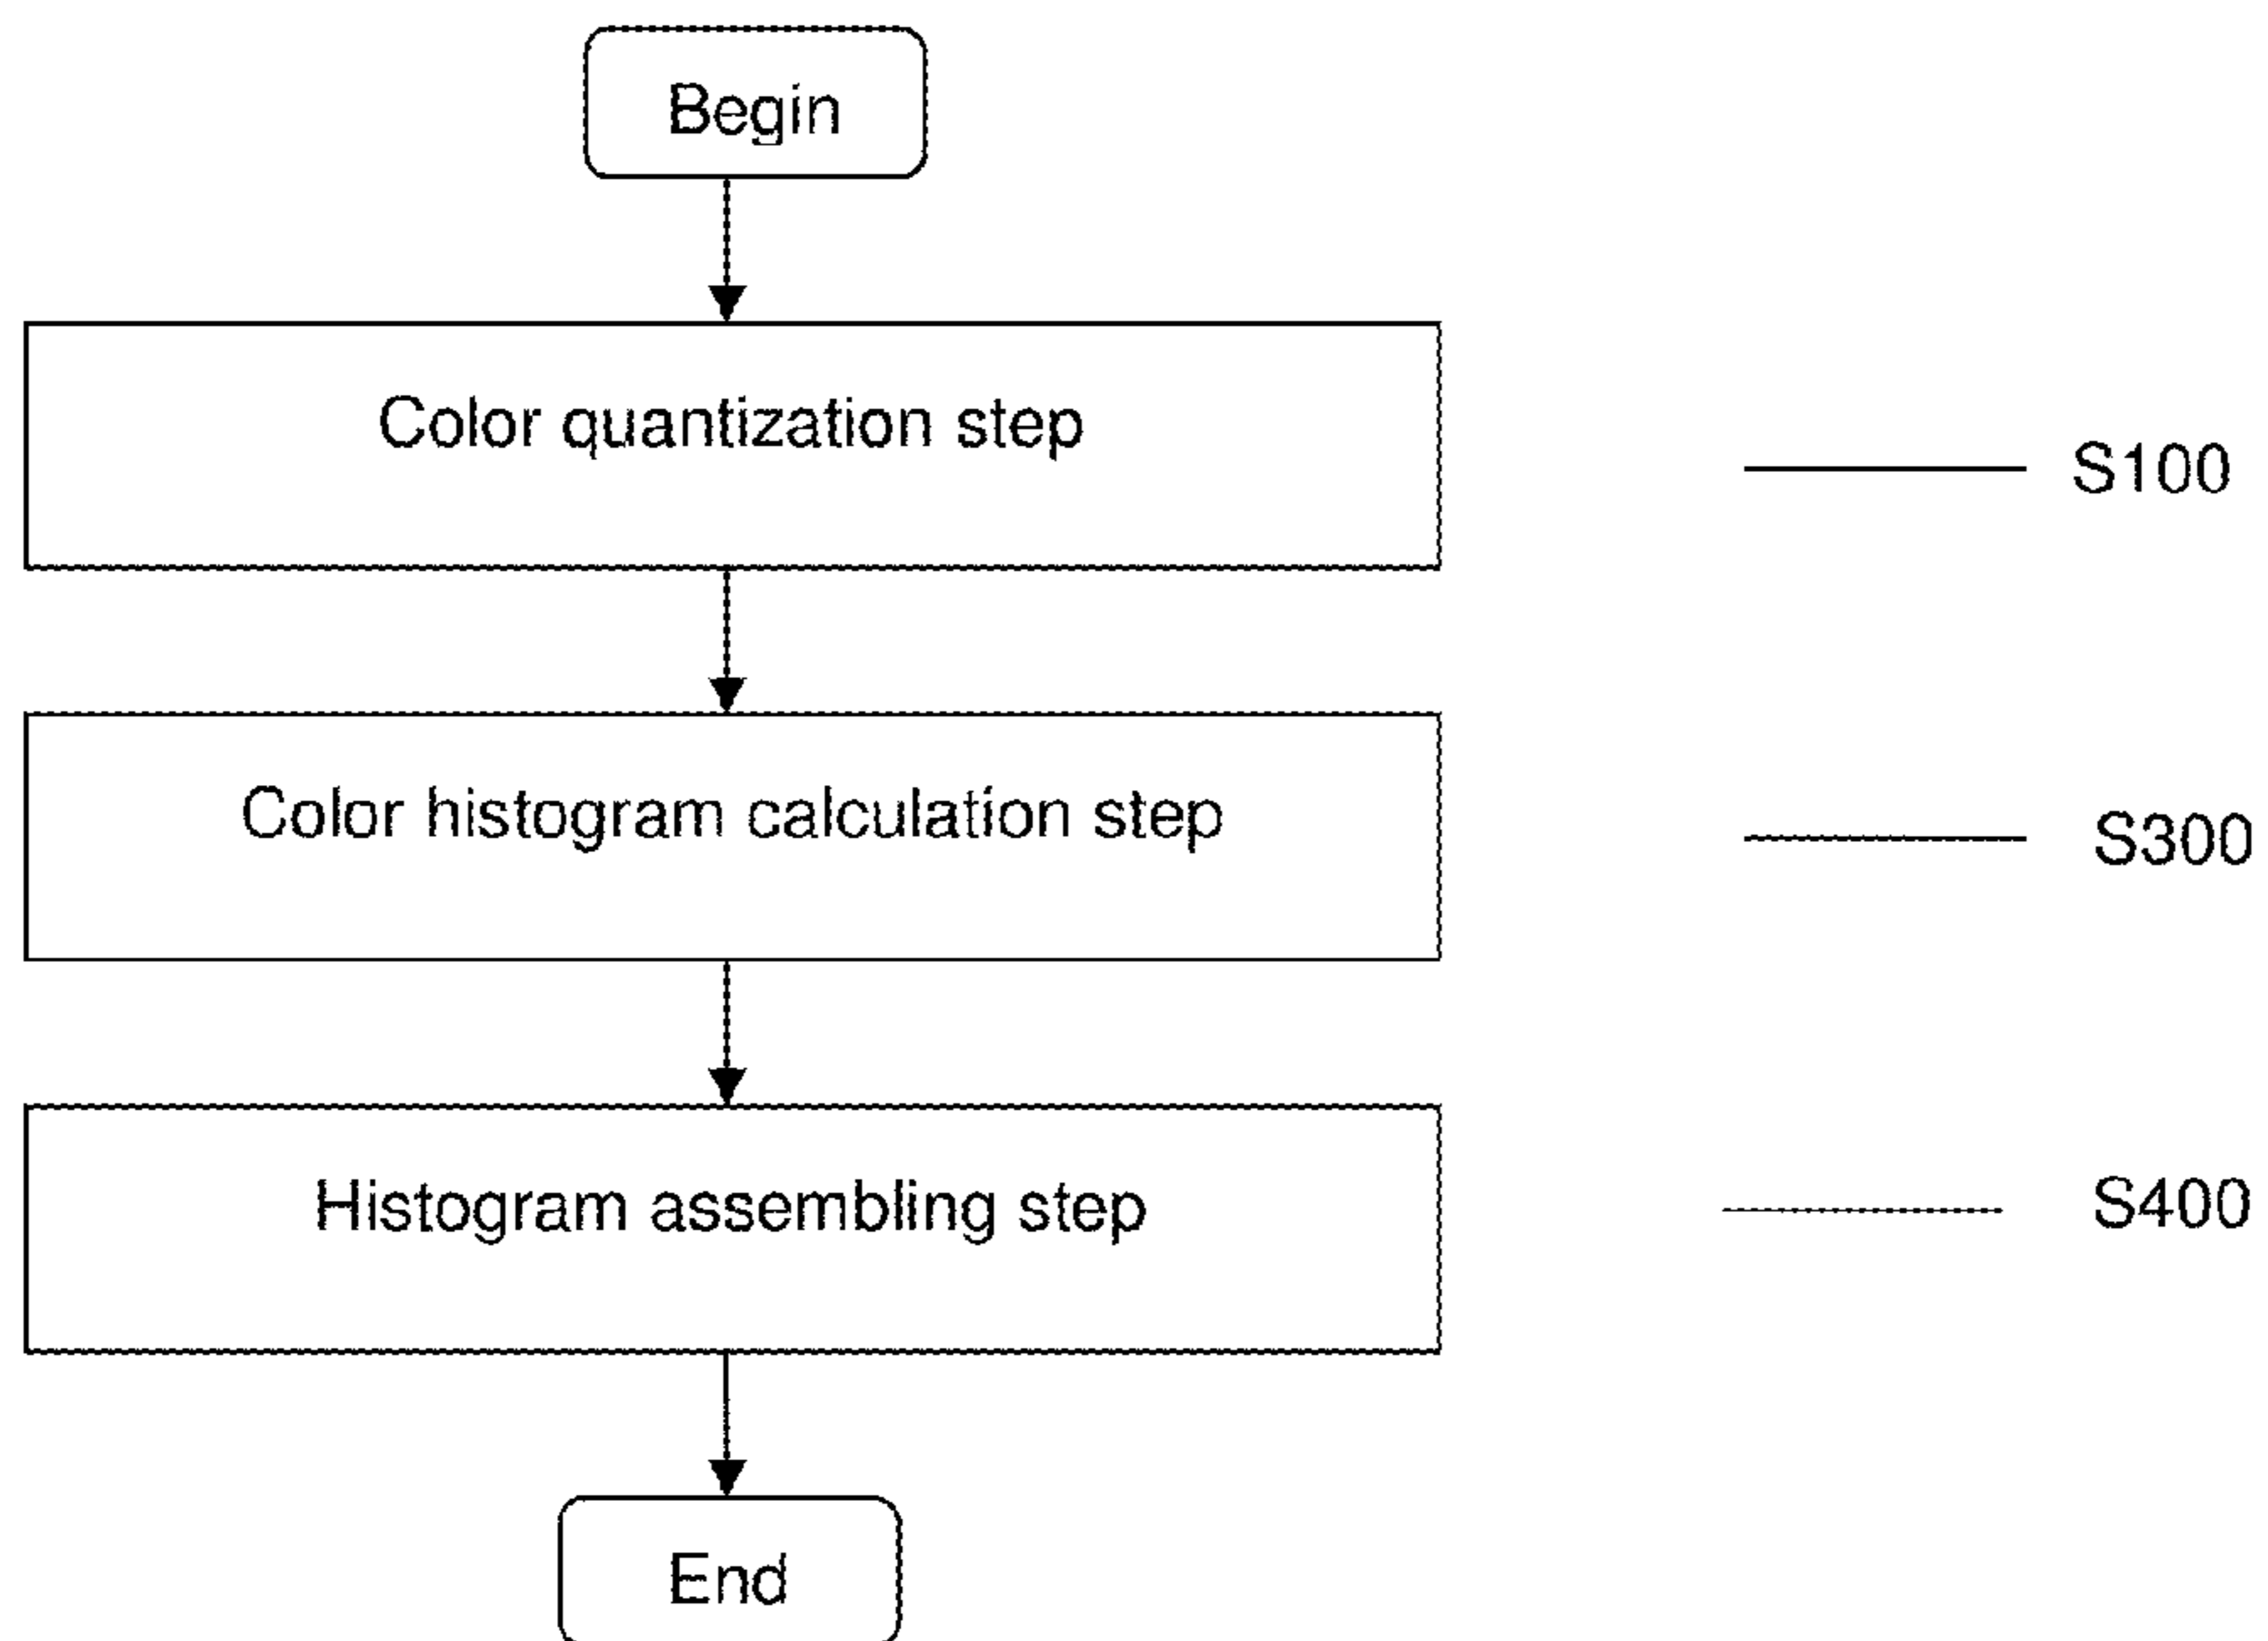 Begin
Color quantization step
S100
Color histogram calculation step
S300
Histogram assembling step
S400
End